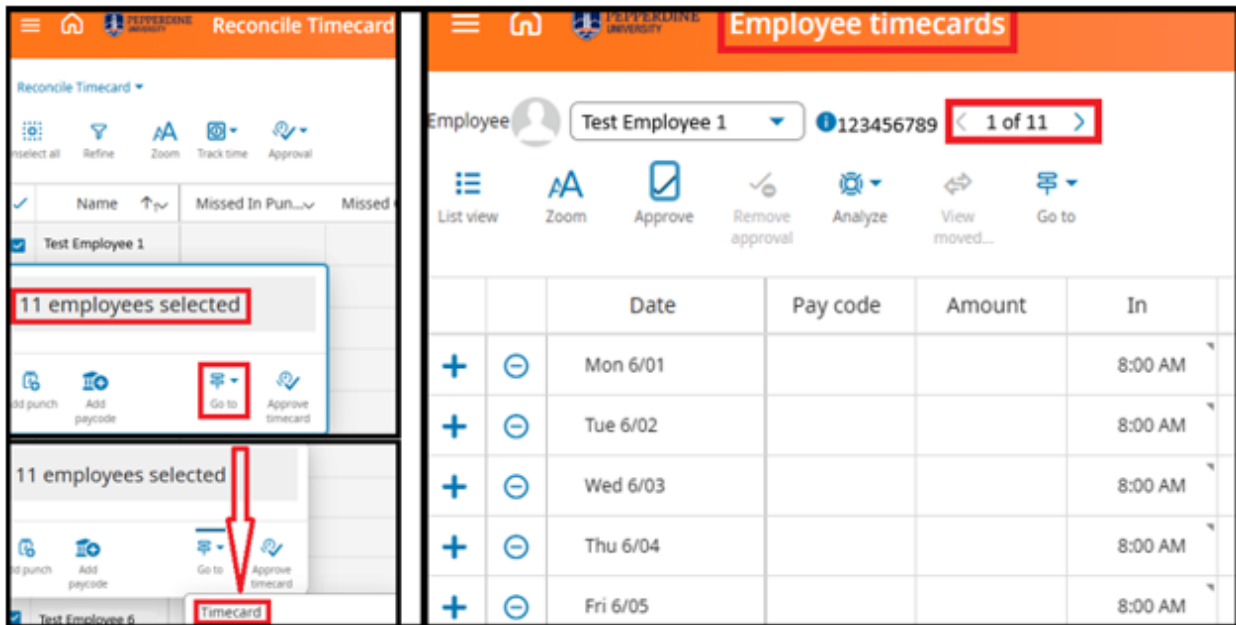 PEPPERDINE
UNIVERSITY
Reconcile Timecard
Reconcile Timecard
nselect all
Refine
Zoom
Track time
Approval
Name
Missed In Pun...
Missed
Test Employee 1
11 employees selected
dd punch
Add
paycode
Go to
Approve
timecard
11 employees selected
dd punch
Add
paycode
Go to
Approve
timecard
Test Employee 6
Timecard
PEPPERDINE
UNIVERSITY
Employee timecards
Employee
Test Employee 1
123456789
1 of 11
List view
Zoom
Approve
Remove
approval
Analyze
View
moved...
Go to
Date
Pay code
Amount
In
Mon 6/01
8:00 AM
Tue 6/02
8:00 AM
Wed 6/03
8:00 AM
Thu 6/04
8:00 AM
Fri 6/05
8:00 AM